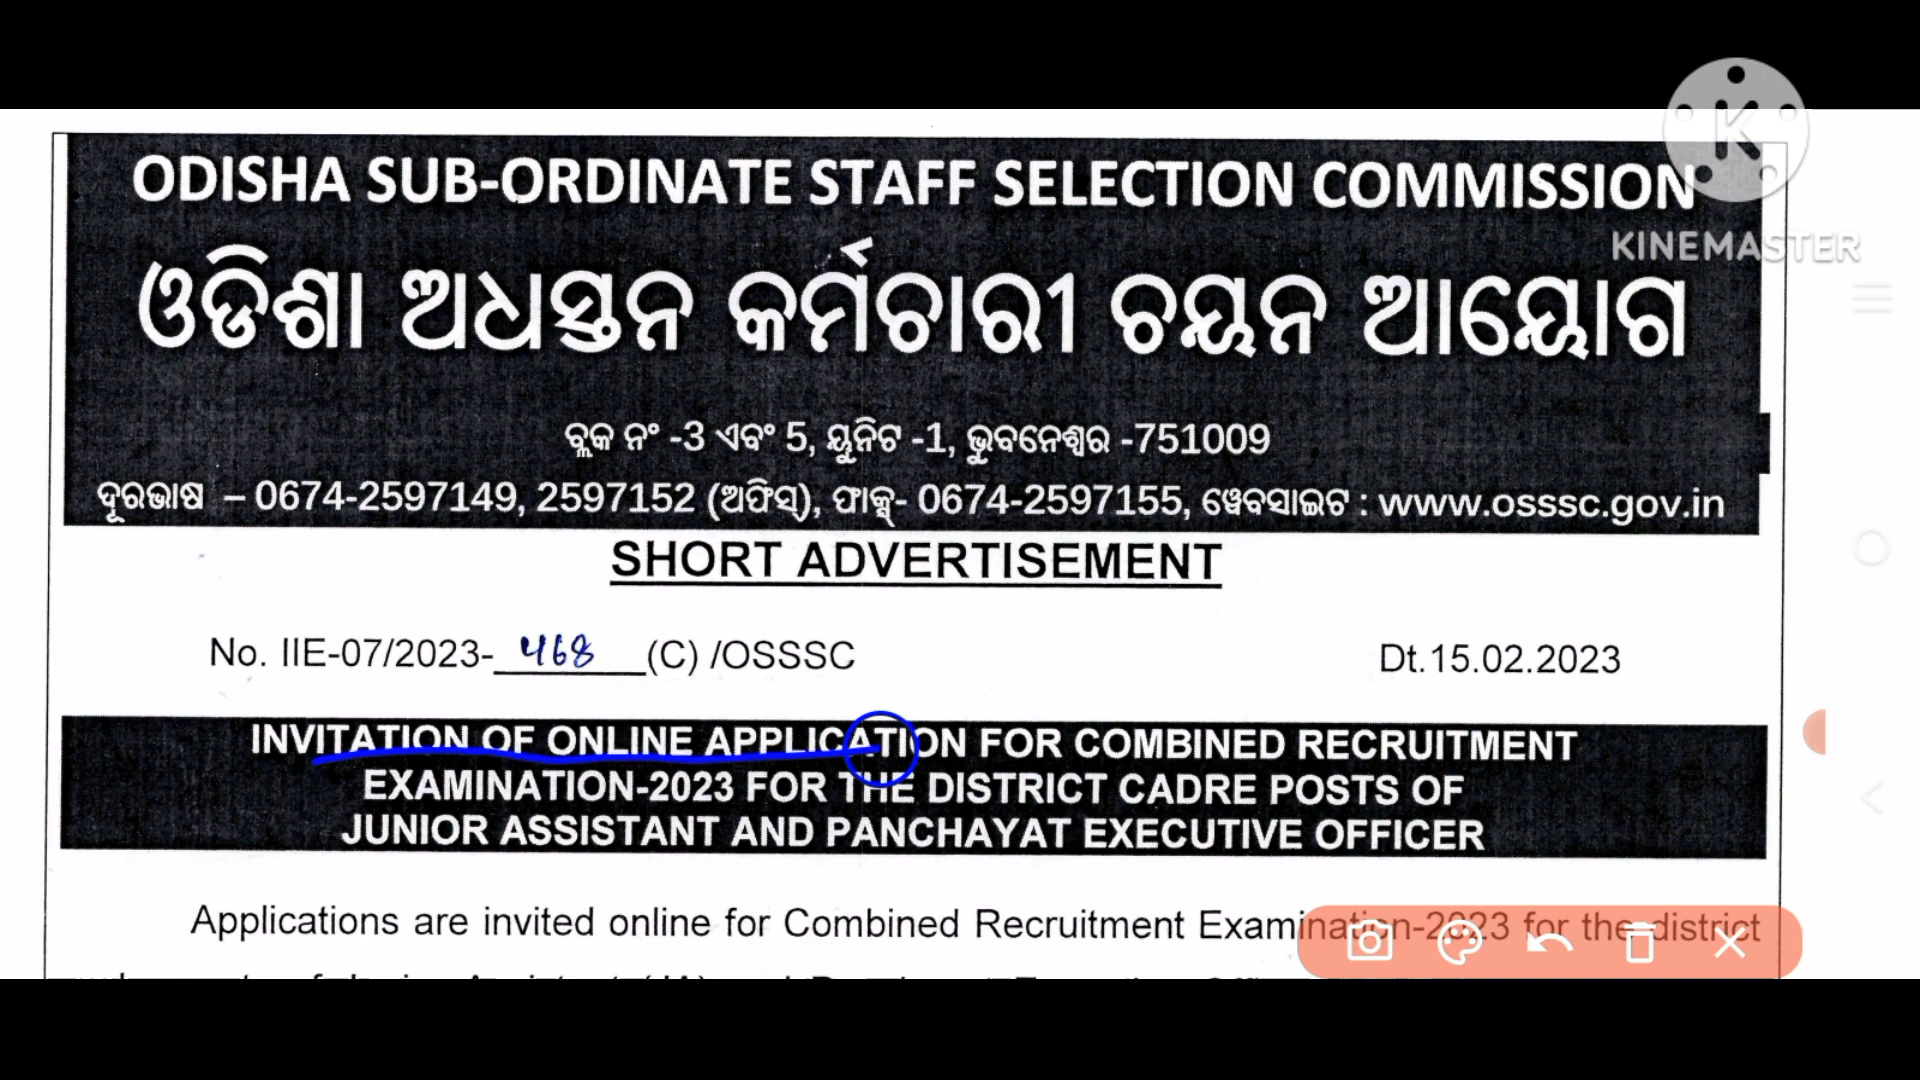 ODISHA SUB-ORDINATE STAFF SELECTION COMMISSION
KINEMASTER
ଓଡିଶା ଅଧସ୍ତନ କର୍ମଚାରୀ ଚୟନ ଆୟୋଗ
ବ୍ଲକ ନଂ -3 ଏବଂ 5, ୟୁନିଟ -1, ଭୁବନେଶ୍ଵର -751009
ଦୂରଭାଷ – 0674-2597149, 2597152 (ଅଫିସ୍), ଫାକ୍ସ- 0674-2597155, ୱେବସାଇଟ : www.osssc.gov.in
SHORT ADVERTISEMENT
No. IIE-07/2023- 468 (C) /OSSSC Dt.15.02.2023
INVITATION OF ONLINE APPLICATION FOR COMBINED RECRUITMENT
EXAMINATION-2023 FOR THE DISTRICT CADRE POSTS OF
JUNIOR ASSISTANT AND PANCHAYAT EXECUTIVE OFFICER
Applications are invited online for Combined Recruitment Examination-2023 for the district